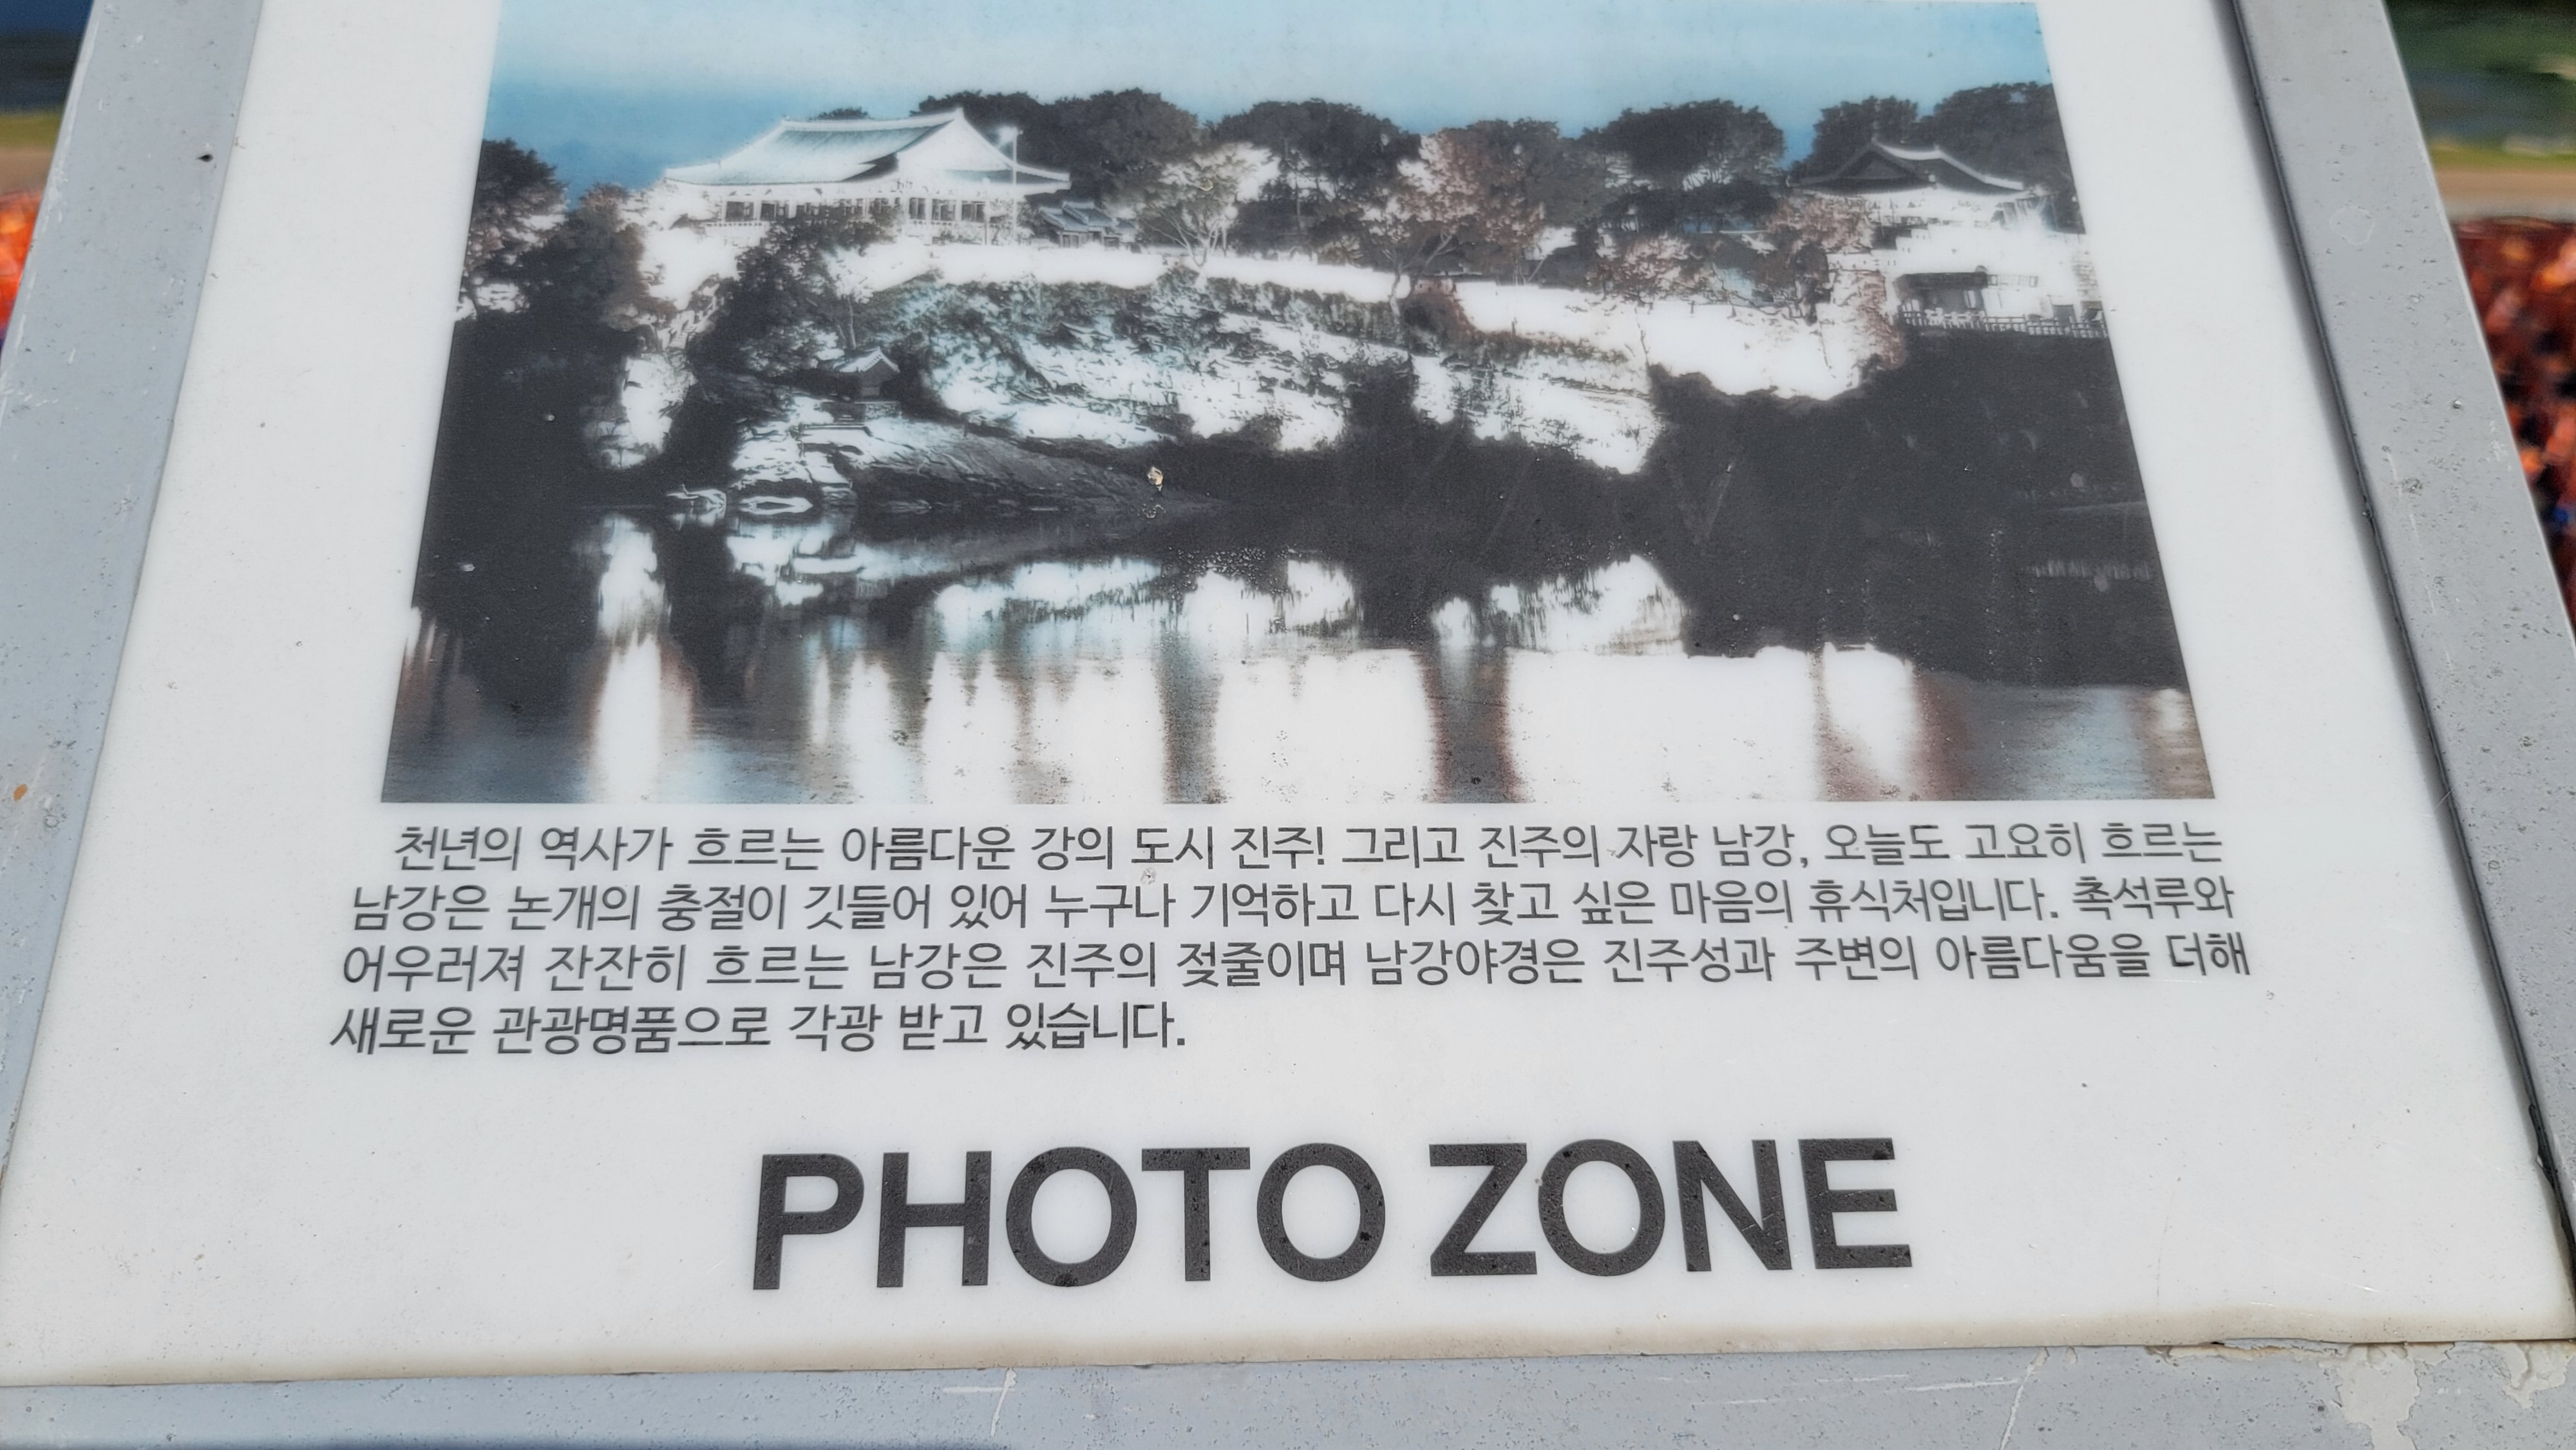 천년의 역사가 흐르는 아름다운 강의 도시 진주! 그리고 진주의 자랑 남강, 오늘도 고요히 흐르는
남강은 논개의 충절이 깃들어 있어 누구나 기억하고 다시 찾고 싶은 마음의 휴식처입니다. 촉석루와
어우러져 잔잔히 흐르는 남강은 진주의 젖줄이며 남강야경은 진주성과 주변의 아름다움을 더해
새로운 관광명품으로 각광 받고 있습니다.
PHOTO ZONE